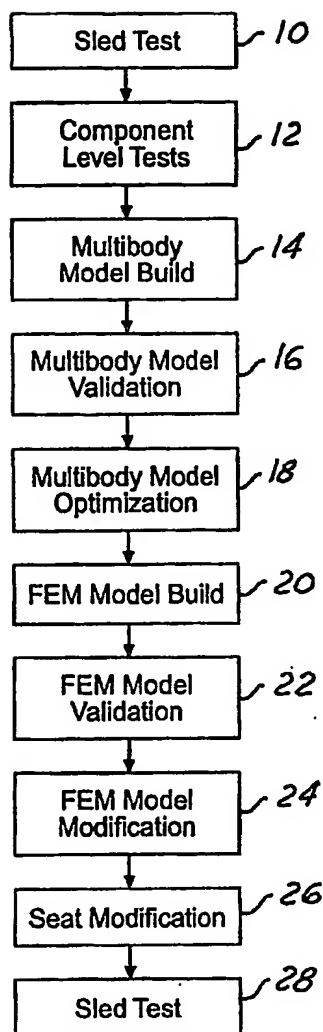 Sled Test
10
Component
Level Tests
12
Multibody
Model Build
14
Multibody Model
Validation
16
Multibody Model
Optimization
18
FEM Model Build
20
FEM Model
Validation
22
FEM Model
Modification
24
Seat Modification
26
Sled Test
28